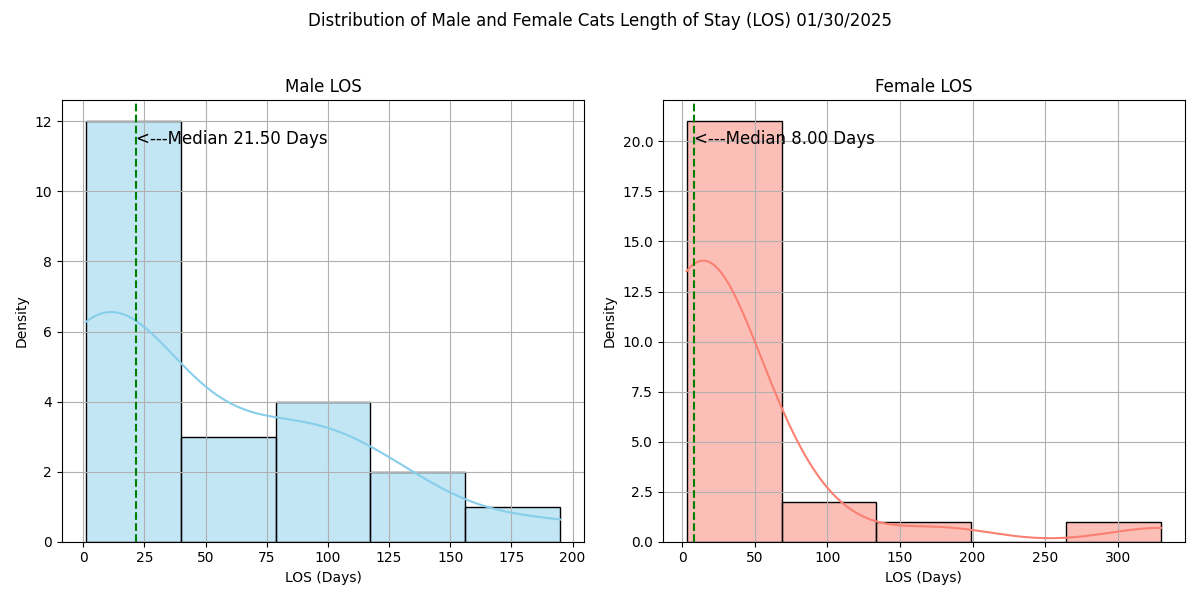 Distribution of Male and Female Cats Length of Stay (LOS) 01/30/2025
Male LOS
Density
12
10
8
6
4
2
0
<---Median 21.50 Days
0 25 50 75 100 125 150 175 200
LOS (Days)
Female LOS
Density
20.0
17.5
15.0
12.5
10.0
7.5
5.0
2.5
0.0
<---Median 8.00 Days
0 50 100 150 200 250 300
LOS (Days)